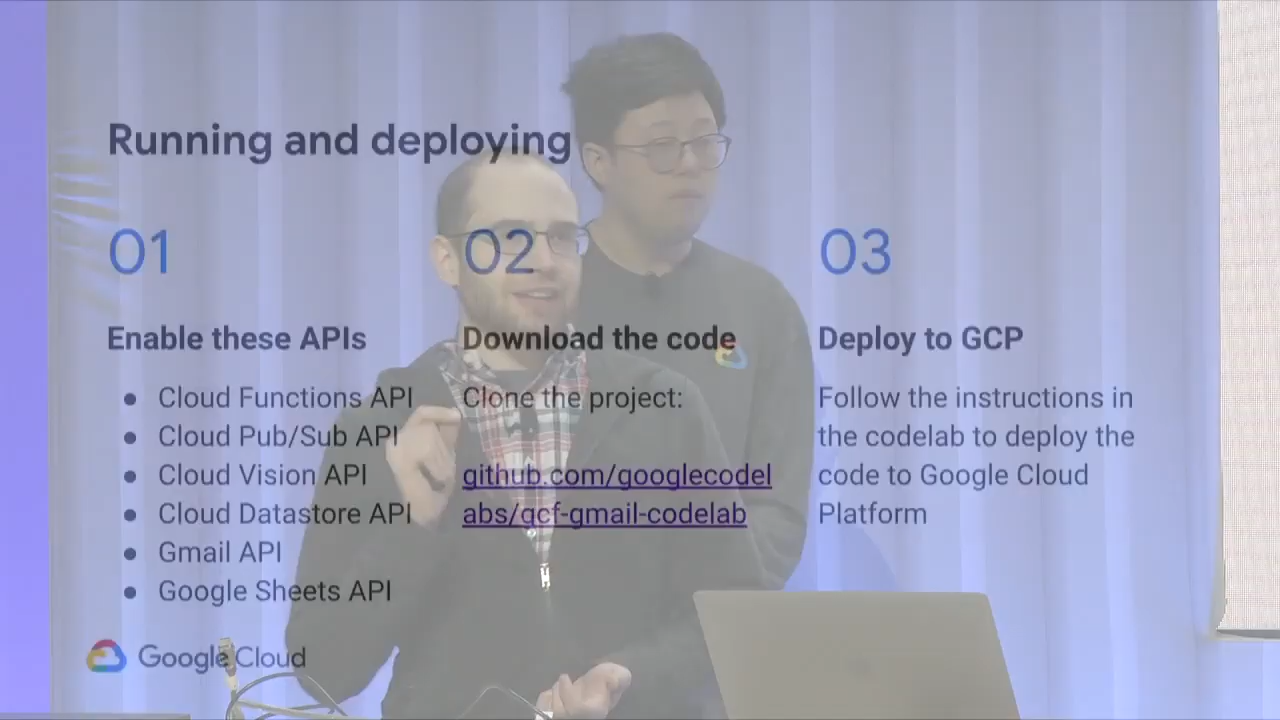 Running and deploying
01
02
03
Enable these APIs
Cloud Functions API
Cloud Pub/Sub API
Cloud Vision API
Cloud Datastore API
Gmail API
Google Sheets API
Download the code
Clone the project:
github.com/googlecodel
abs/gcf-gmail-codelab
Deploy to GCP
Follow the instructions in
the codelab to deploy the
code to Google Cloud
Platform
Google Cloud